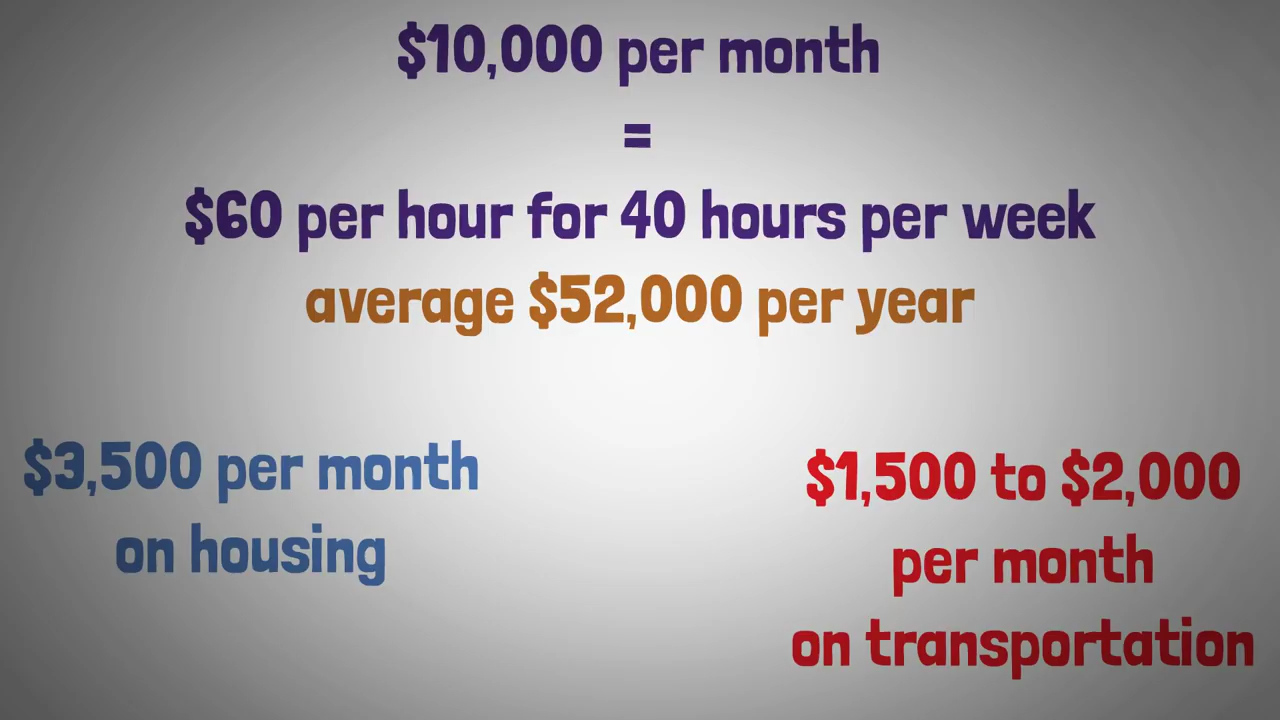 $10,000 per month
=
$60 per hour for 40 hours per week
average $52,000 per year
$3,500 per month
on housing
$1,500 to $2,000
per month
on transportation